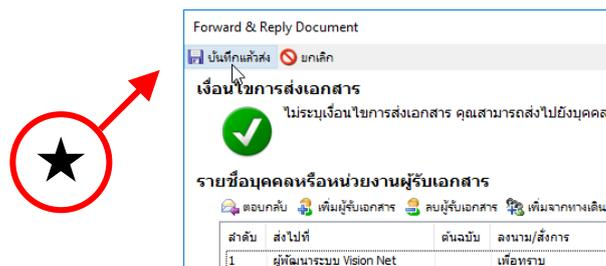 Forward & Reply Document
บันทึกแล้วส่ง ยกเลิก
เงื่อนไขการส่งเอกสาร
ไม่ระบุเงื่อนไขการส่งเอกสาร คุณสามารถส่งไปยังบุคคล
รายชื่อบุคคลหรือหน่วยงานผู้รับเอกสาร
ตอบกลับ เพิ่มผู้รับเอกสาร ลบผู้รับเอกสาร เพิ่มจากทางเดิน
ลำดับ ส่งไปที่ ต้นฉบับ ลงนาม/สั่งการ
1 ผู้พัฒนาระบบ Vision Net เพื่อทราบ